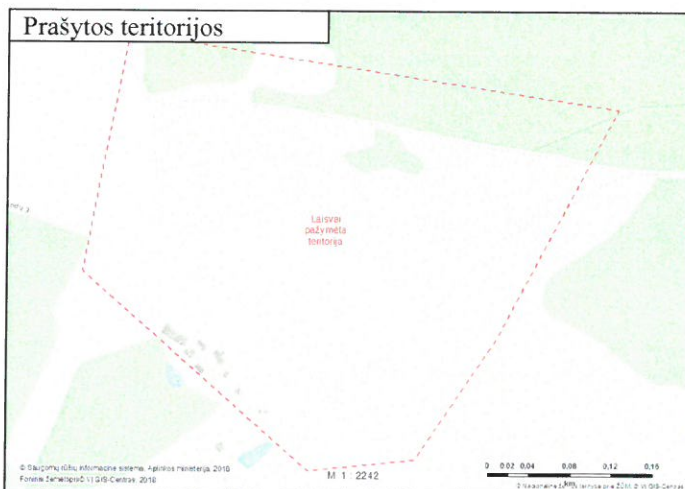 Prašytos teritorijos
Laisvai
pažymėta
teritorija
© Saugomų rūšių informacinė sistema, Aplinkos ministerija, 2018
Foninis žemėlapis: © VĮ GIS-Centras, 2018
M 1 : 2242
0 0.02 0.04 0.08 0.12 0.16
km